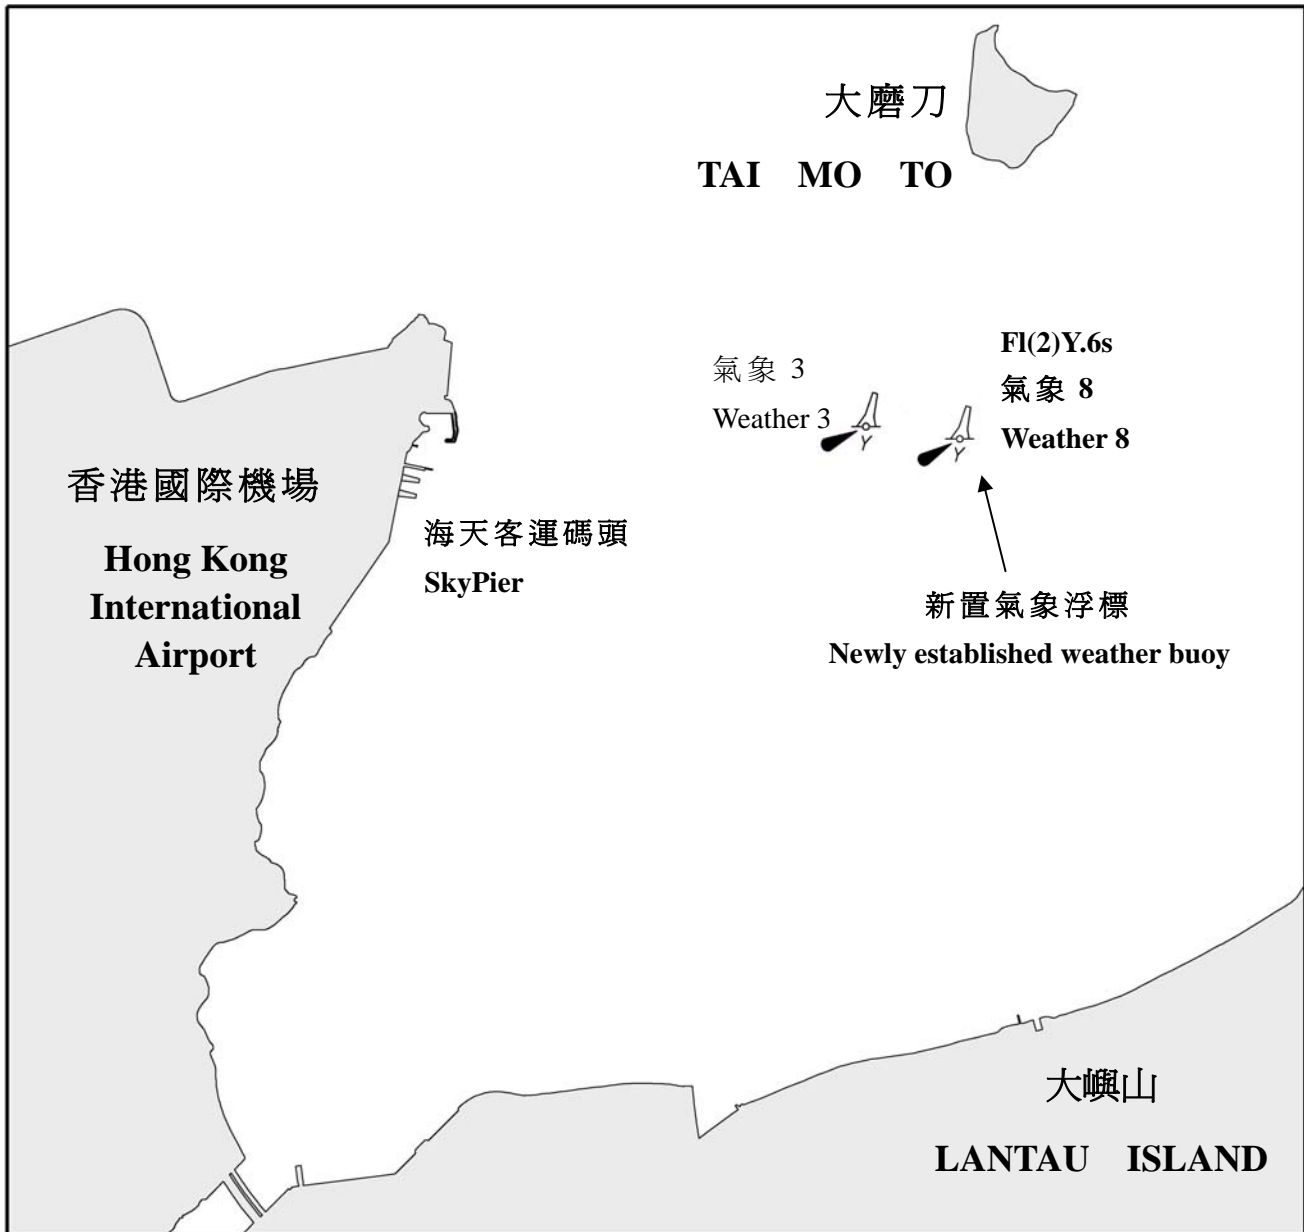 大磨刀
TAI MO TO
Fl(2)Y.6s
氣象 3
氣象 8
Weather 3
Weather 8
Y
Y
香港國際機場
Hong Kong
International
Airport
海天客運碼頭
SkyPier
新置氣象浮標
Newly established weather buoy
大嶼山
LANTAU ISLAND